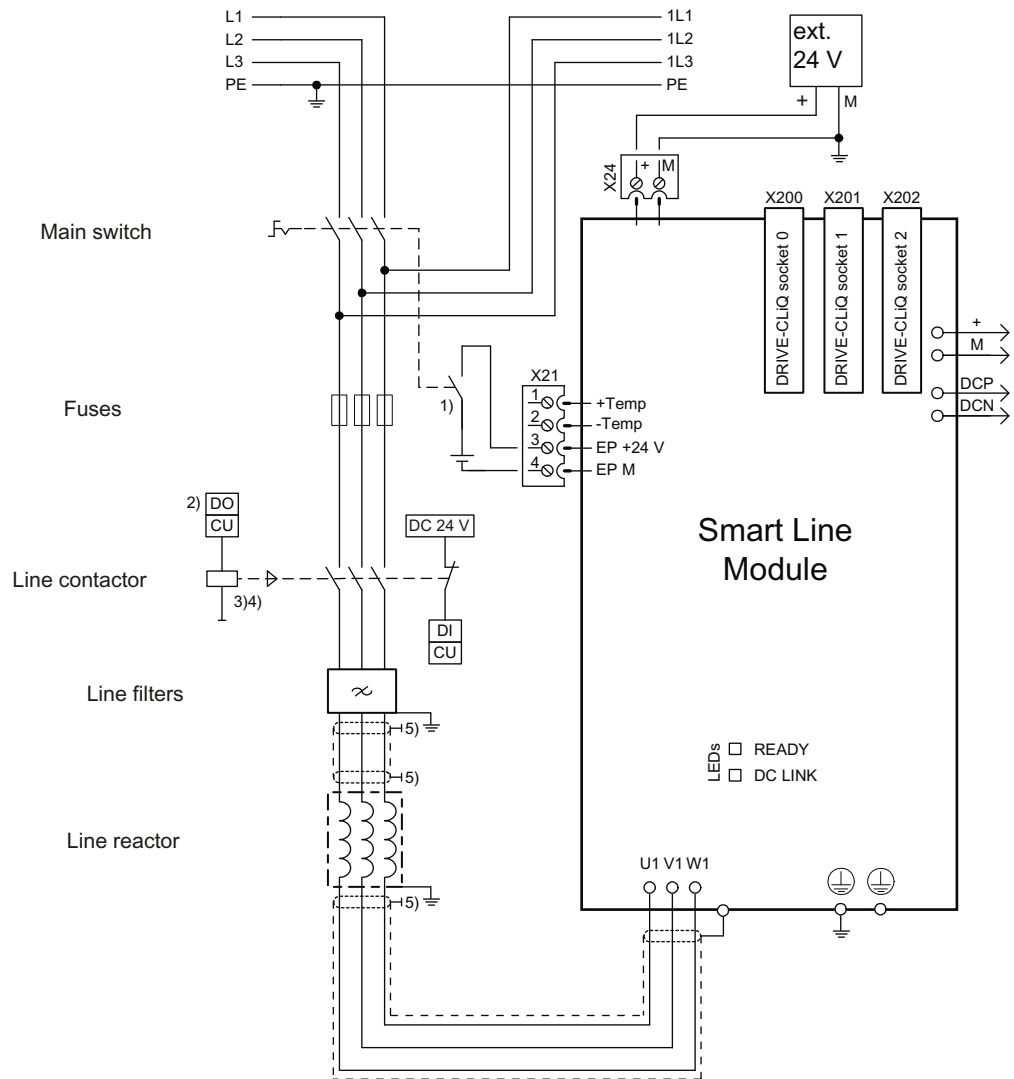 L1
L2
L3
PE
1L1
1L2
1L3
PE
ext.
24 V
+
M
X24
+ M
X200
X201
X202
DRIVE-CLiQ socket 0
DRIVE-CLiQ socket 1
DRIVE-CLiQ socket 2
Main switch
+
M
DCP
DCN
X21
1)
1
+Temp
2
-Temp
3
EP +24 V
4
EP M
Fuses
2)
DO
CU
DC 24 V
Smart Line
Module
Line contactor
3)4)
DI
CU
Line filters
5)
5)
LEDs
READY
DC LINK
Line reactor
U1 V1 W1
5)